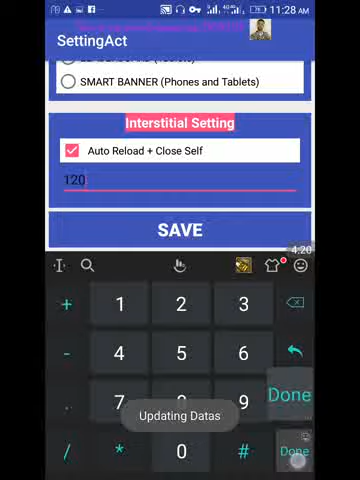 11:28 AM
SettingAct
SMART BANNER (Phones and Tablets)
Interstitial Setting
Auto Reload + Close Self
120
SAVE
4:20
+ 1 2 3
- 4 5 6
. 7 9 Done
Updating Datas
/ * 0 # Done